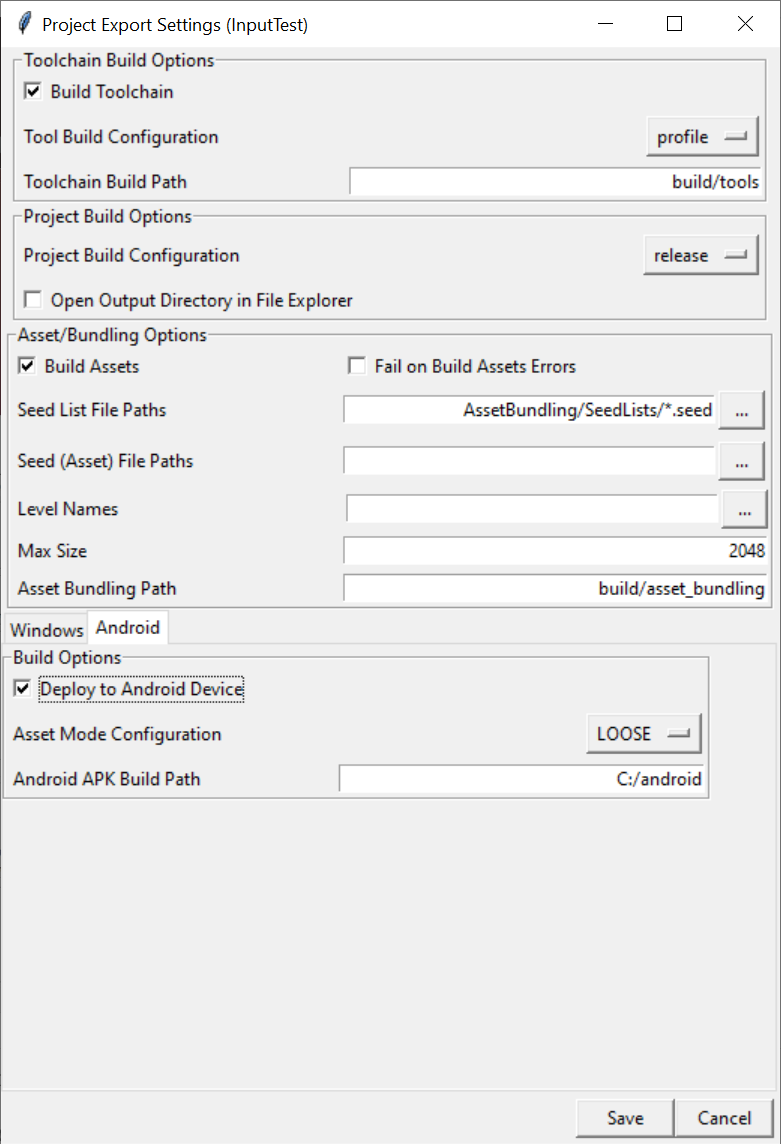 Project Export Settings (InputTest)
Toolchain Build Options
Build Toolchain
Tool Build Configuration profile
Toolchain Build Path build/tools
Project Build Options
Project Build Configuration release
Open Output Directory in File Explorer
Asset/Bundling Options
Build Assets Fail on Build Assets Errors
Seed List File Paths AssetBundling/SeedLists/*.seed ...
Seed (Asset) File Paths ...
Level Names ...
Max Size 2048
Asset Bundling Path build/asset_bundling
Windows Android
Build Options
Deploy to Android Device
Asset Mode Configuration LOOSE
Android APK Build Path C:/android
Save Cancel